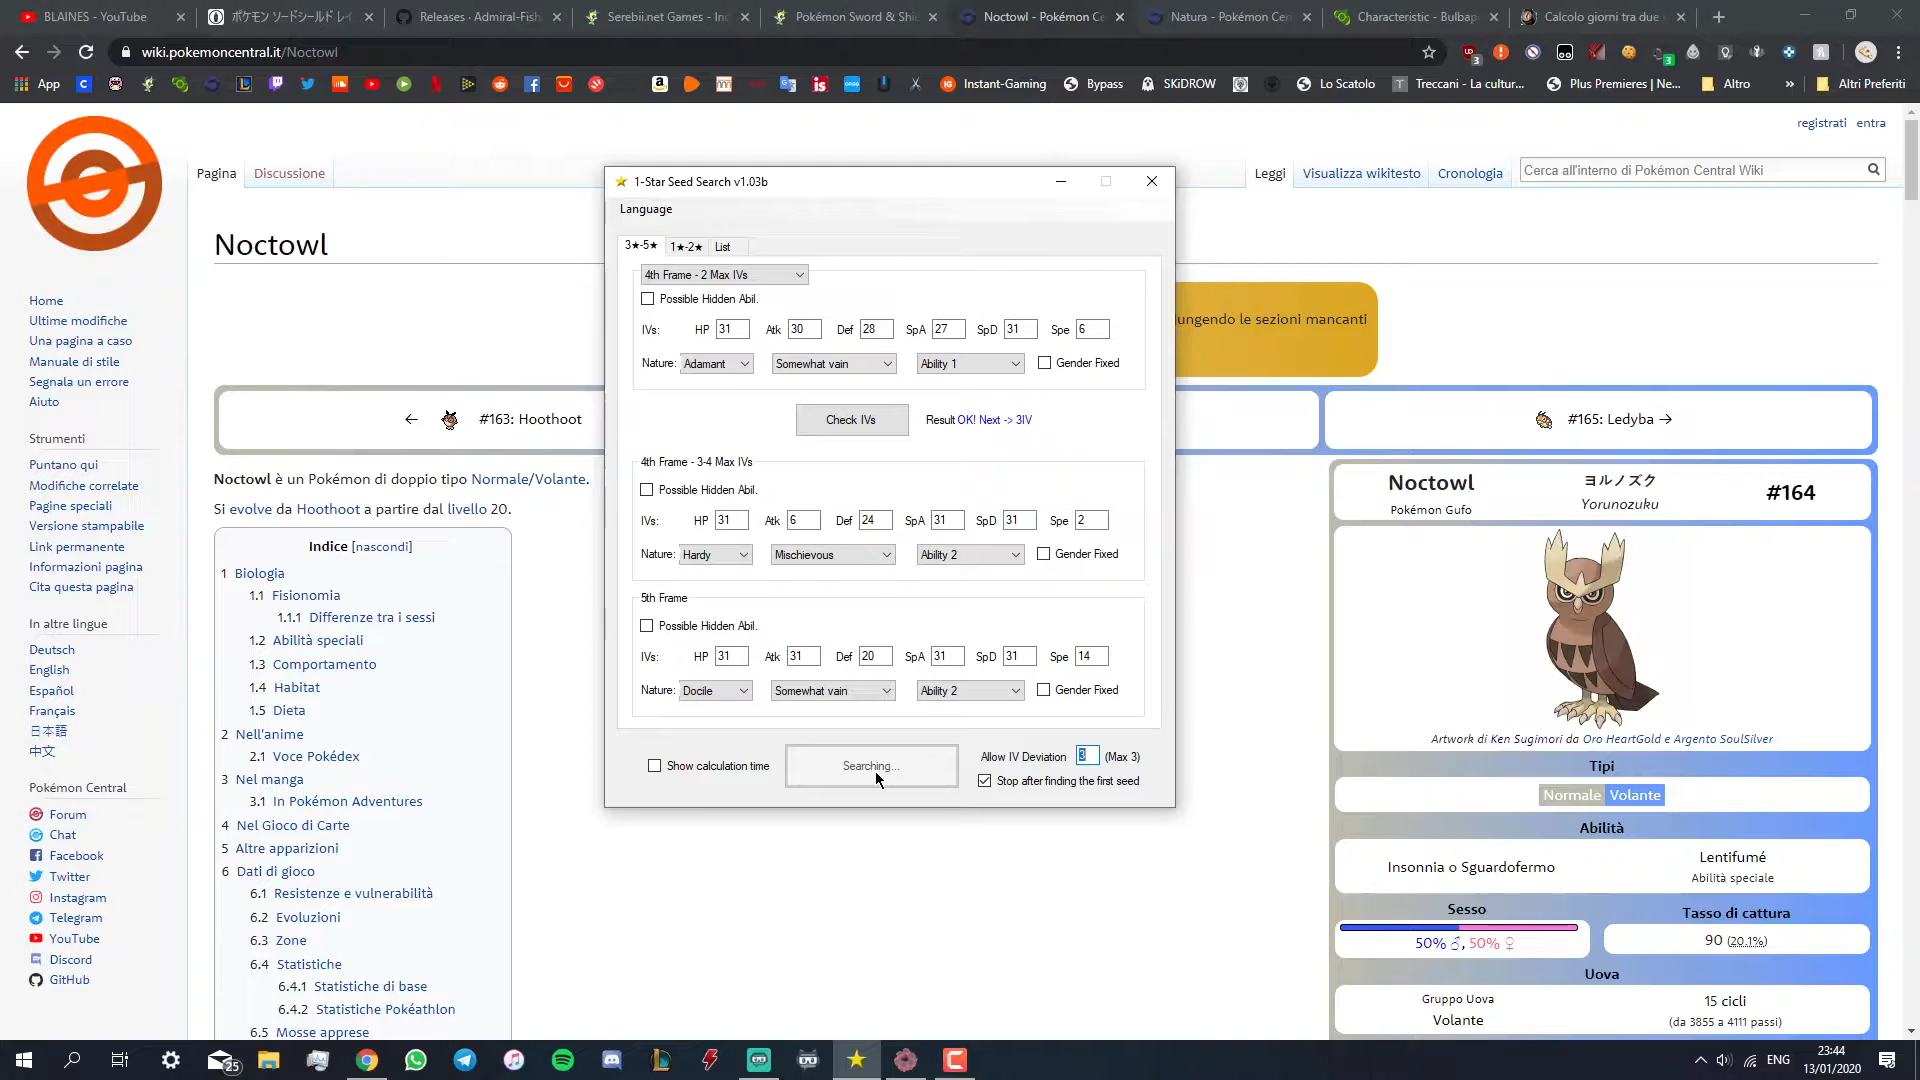 BLAINES - YouTube
ポケモン ソードシールド レイ
Releases · Admiral-Fish
Serebii.net Games - In
Pokémon Sword & Shi
Noctowl - Pokémon Ce
Natura - Pokémon Cen
Characteristic - Bulbap
Calcolo giorni tra due
wiki.pokemoncentral.it/Noctowl
App
Instant-Gaming
Bypass
SKiDROW
Lo Scatolo
Treccani - La cultur...
Plus Premieres | Ne...
Altro
»
Altri Preferiti
registrati entra
Pagina Discussione
Leggi Visualizza wikitesto Cronologia
Cerca all'interno di Pokémon Central Wiki
Noctowl
ungendo le sezioni mancanti
← #163: Hoothoot
#165: Ledyba →
Noctowl è un Pokémon di doppio tipo Normale/Volante.
Si evolve da Hoothoot a partire dal livello 20.
Indice [nascondi]
1 Biologia
1.1 Fisionomia
1.1.1 Differenze tra i sessi
1.2 Abilità speciali
1.3 Comportamento
1.4 Habitat
1.5 Dieta
2 Nell'anime
2.1 Voce Pokédex
3 Nel manga
3.1 In Pokémon Adventures
4 Nel Gioco di Carte
5 Altre apparizioni
6 Dati di gioco
6.1 Resistenze e vulnerabilità
6.2 Evoluzioni
6.3 Zone
6.4 Statistiche
6.4.1 Statistiche di base
6.4.2 Statistiche Pokéathlon
6.5 Mosse apprese
Home
Ultime modifiche
Una pagina a caso
Manuale di stile
Segnala un errore
Aiuto
Strumenti
Puntano qui
Modifiche correlate
Pagine speciali
Versione stampabile
Link permanente
Informazioni pagina
Cita questa pagina
In altre lingue
Deutsch
English
Español
Français
日本語
中文
Pokémon Central
Forum
Chat
Facebook
Twitter
Instagram
Telegram
YouTube
Discord
GitHub
1-Star Seed Search v1.03b
Language
3★-5★ 1★-2★ List
4th Frame - 2 Max IVs
Possible Hidden Abil.
IVs: HP 31 Atk 30 Def 28 SpA 27 SpD 31 Spe 6
Nature: Adamant Somewhat vain Ability 1 Gender Fixed
Check IVs Result OK! Next -> 3IV
4th Frame - 3-4 Max IVs
Possible Hidden Abil.
IVs: HP 31 Atk 6 Def 24 SpA 31 SpD 31 Spe 2
Nature: Hardy Mischievous Ability 2 Gender Fixed
5th Frame
Possible Hidden Abil.
IVs: HP 31 Atk 31 Def 20 SpA 31 SpD 31 Spe 14
Nature: Docile Somewhat vain Ability 2 Gender Fixed
Show calculation time
Searching...
Allow IV Deviation 3 (Max 3)
Stop after finding the first seed
Noctowl
Pokémon Gufo
ヨルノズク
Yorunozuku
#164
Artwork di Ken Sugimori da Oro HeartGold e Argento SoulSilver
Tipi
Normale Volante
Abilità
Insonnia o Sguardofermo
Lentifumé
Abilità speciale
Sesso
50% ♂, 50% ♀
Tasso di cattura
90 (20.1%)
Uova
Gruppo Uova
Volante
15 cicli
(da 3855 a 4111 passi)
25
ENG
23:44
13/01/2020